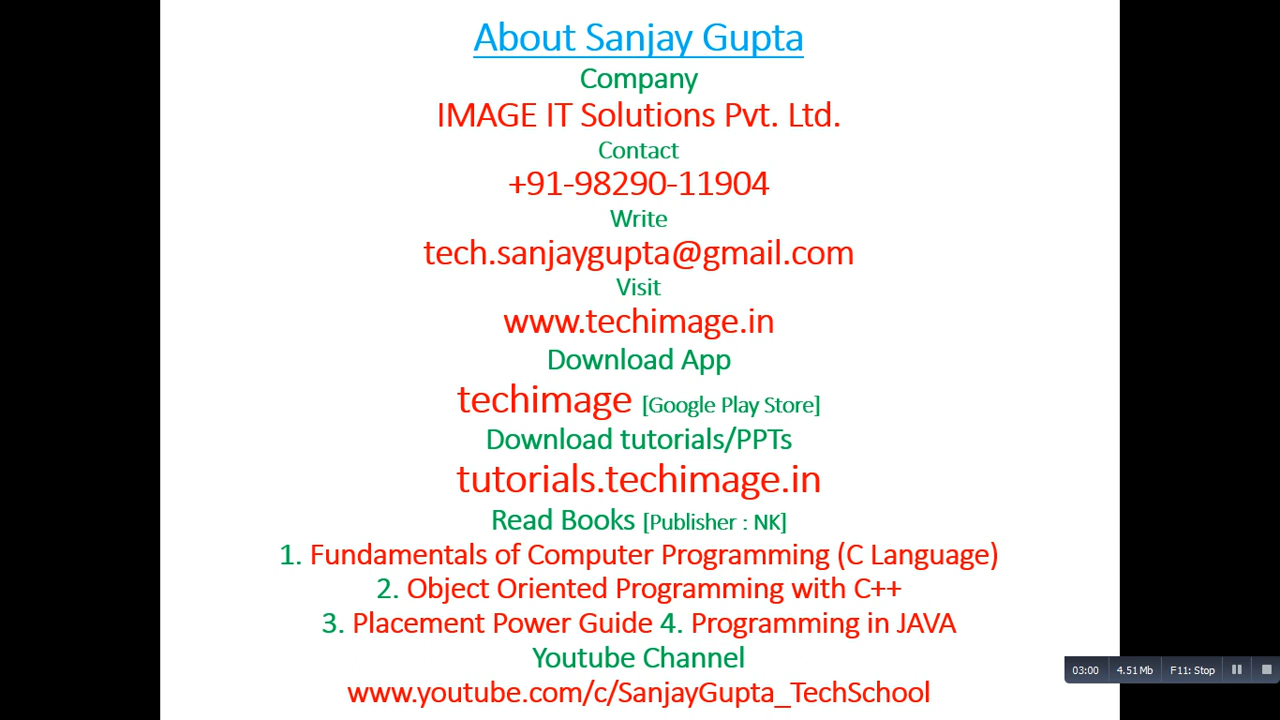 About Sanjay Gupta
Company
IMAGE IT Solutions Pvt. Ltd.
Contact
+91-98290-11904
Write
tech.sanjaygupta@gmail.com
Visit
www.techimage.in
Download App
techimage [Google Play Store]
Download tutorials/PPTs
tutorials.techimage.in
Read Books [Publisher : NK]
1. Fundamentals of Computer Programming (C Language)
2. Object Oriented Programming with C++
3. Placement Power Guide 4. Programming in JAVA
Youtube Channel
www.youtube.com/c/SanjayGupta_TechSchool
03:00 4.51 Mb F11: Stop